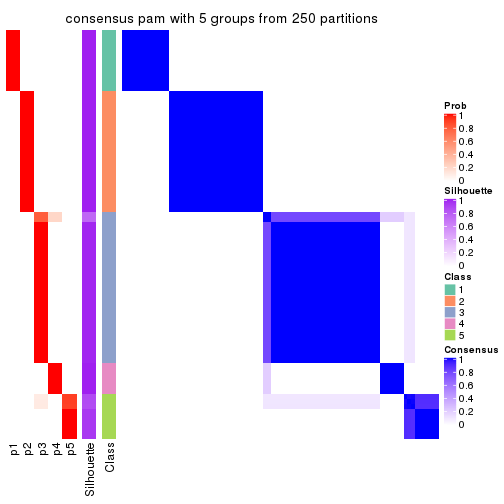 consensus pam with 5 groups from 250 partitions
Prob
1
0.8
0.6
0.4
0.2
0
Silhouette
1
0.8
0.6
0.4
0.2
0
Class
1
2
3
4
5
Consensus
1
0.8
0.6
0.4
0.2
0
p1
p2
p3
p4
p5
Silhouette
Class